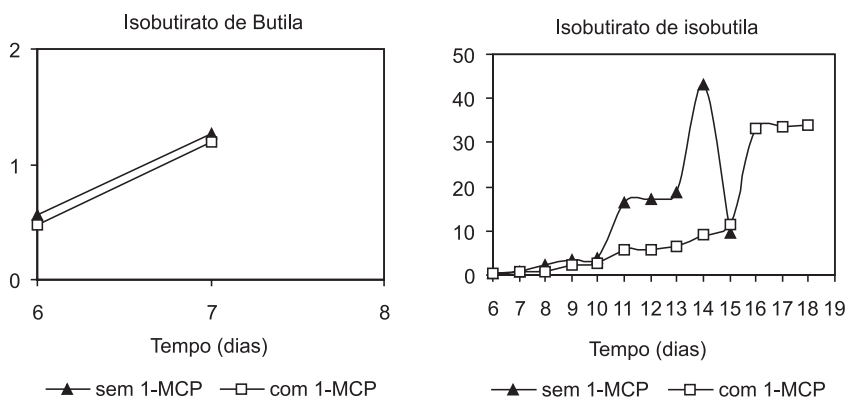 Isobutirato de Butila
2
1
0
6 7 8
Tempo (dias)
sem 1-MCP com 1-MCP
Isobutirato de isobutila
50
40
30
20
10
0
6 7 8 9 10 11 12 13 14 15 16 17 18 19
Tempo (dias)
sem 1-MCP com 1-MCP